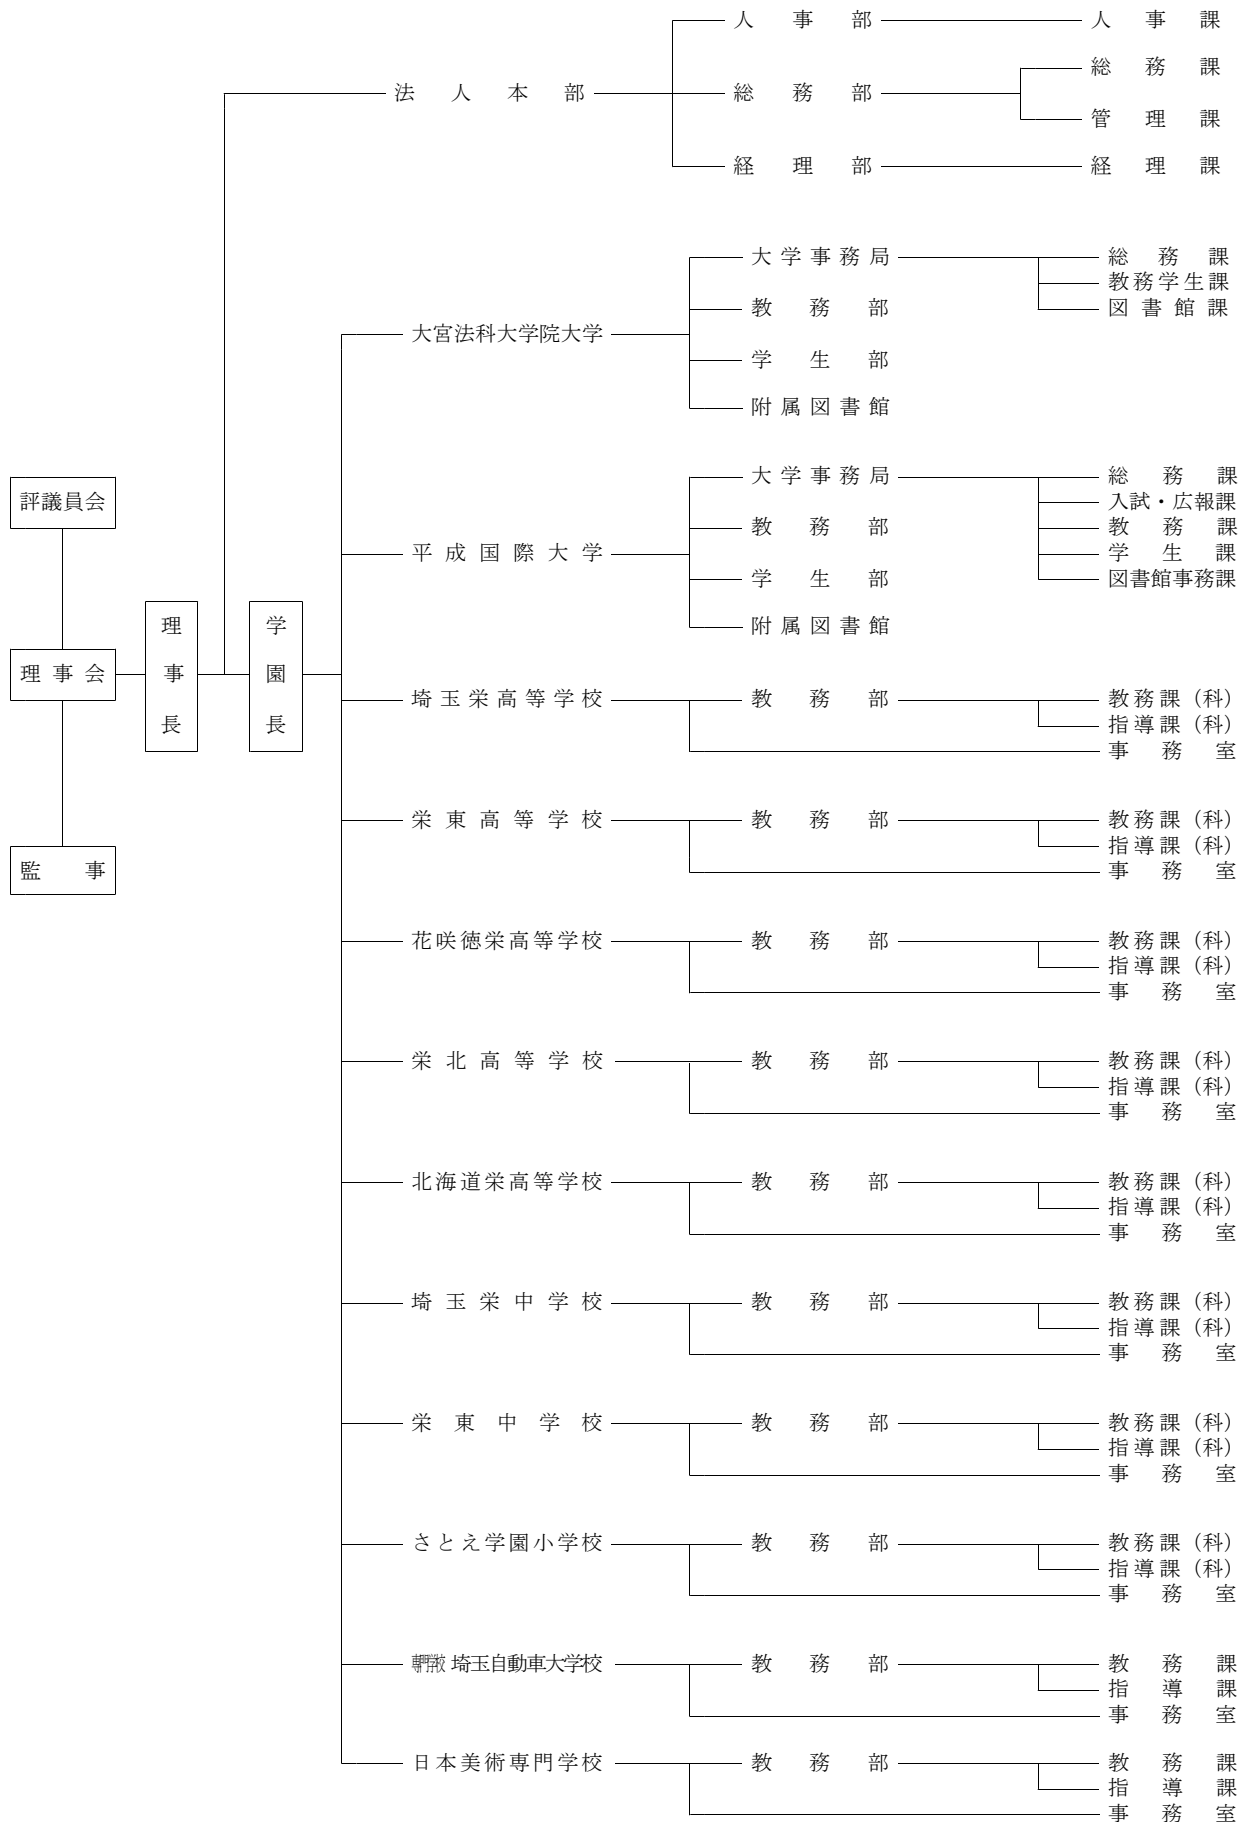 人事部 人事課
総務課
法人本部 総務部
管理課
経理部 経理課
大学事務局 総務課
教務学生課
教務部 図書館課
大宮法科大学院大学
学生部
附属図書館
大学事務局 総務課
評議員会 入試・広報課
教務部 教務課
平成国際大学 学生課
学生部 図書館事務課
附属図書館
理事会 理事長 学園長
埼玉栄高等学校 教務部 教務課(科)
指導課(科)
事務室
栄東高等学校 教務部 教務課(科)
指導課(科)
監事 事務室
花咲徳栄高等学校 教務部 教務課(科)
指導課(科)
事務室
栄北高等学校 教務部 教務課(科)
指導課(科)
事務室
北海道栄高等学校 教務部 教務課(科)
指導課(科)
事務室
埼玉栄中学校 教務部 教務課(科)
指導課(科)
事務室
栄東中学校 教務部 教務課(科)
指導課(科)
事務室
さとえ学園小学校 教務部 教務課(科)
指導課(科)
事務室
専門学校 埼玉自動車大学校 教務部 教務課
指導課
事務室
日本美術専門学校 教務部 教務課
指導課
事務室